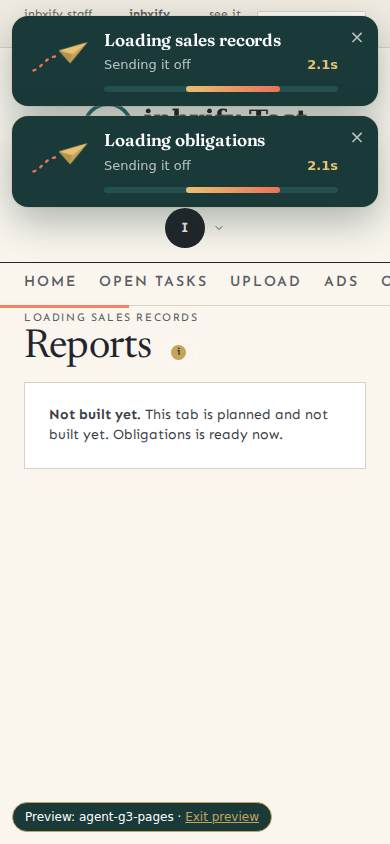 inbxify staff inbxify see it
Loading sales records
Sending it off 2.1s
inbxify Test
Loading obligations
Sending it off 2.1s
I
HOME OPEN TASKS UPLOAD ADS
LOADING SALES RECORDS
Reports i
Not built yet. This tab is planned and not
built yet. Obligations is ready now.
Preview: agent-g3-pages · Exit preview